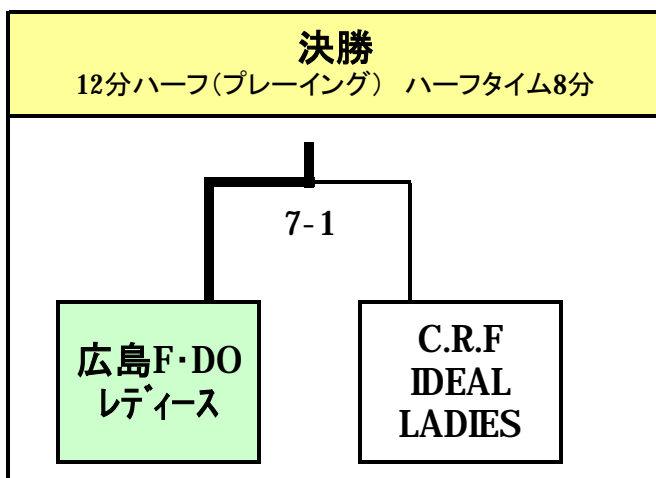 決勝
12分ハーフ（プレーイング）　ハーフタイム8分
7-1
広島F・DO
レディース
C.R.F
IDEAL
LADIES